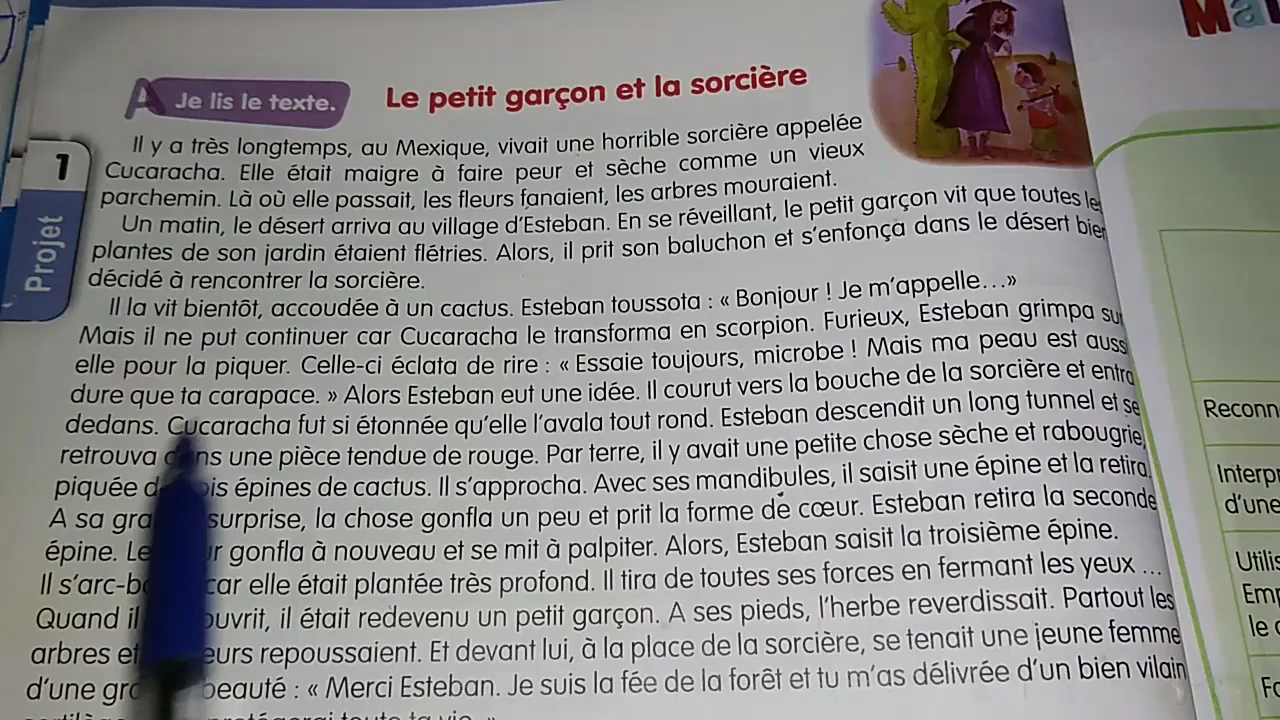 Ma
A Je lis le texte.
Le petit garçon et la sorcière
1
Projet
Il y a très longtemps, au Mexique, vivait une horrible sorcière appelée
Cucaracha. Elle était maigre à faire peur et sèche comme un vieux
parchemin. Là où elle passait, les fleurs fanaient, les arbres mouraient.
Un matin, le désert arriva au village d'Esteban. En se réveillant, le petit garçon vit que toutes les
plantes de son jardin étaient flétries. Alors, il prit son baluchon et s'enfonça dans le désert bien
décidé à rencontrer la sorcière.
Il la vit bientôt, accoudée à un cactus. Esteban toussota : « Bonjour ! Je m'appelle...»
Mais il ne put continuer car Cucaracha le transforma en scorpion. Furieux, Esteban grimpa sur
elle pour la piquer. Celle-ci éclata de rire : « Essaie toujours, microbe ! Mais ma peau est auss
dure que ta carapace. » Alors Esteban eut une idée. Il courut vers la bouche de la sorcière et entra
dedans. Cucaracha fut si étonnée qu'elle l'avala tout rond. Esteban descendit un long tunnel et se
retrouva dans une pièce tendue de rouge. Par terre, il y avait une petite chose sèche et rabougrie,
piquée épines de cactus. Il s'approcha. Avec ses mandibules, il saisit une épine et la retira.
A sa surprise, la chose gonfla un peu et prit la forme de cœur. Esteban retira la seconde
épine. gonfla à nouveau et se mit à palpiter. Alors, Esteban saisit la troisième épine.
Il car elle était plantée très profond. Il tira de toutes ses forces en fermant les yeux ...
Quand il il était redevenu un petit garçon. A ses pieds, l'herbe reverdissait. Partout les
arbres et repoussaient. Et devant lui, à la place de la sorcière, se tenait une jeune femme
d'une beauté : « Merci Esteban. Je suis la fée de la forêt et tu m'as délivrée d'un bien vilain
toute ta vie. »
Reconn
Interp
d'une
Utilis
Emp
le
Fo